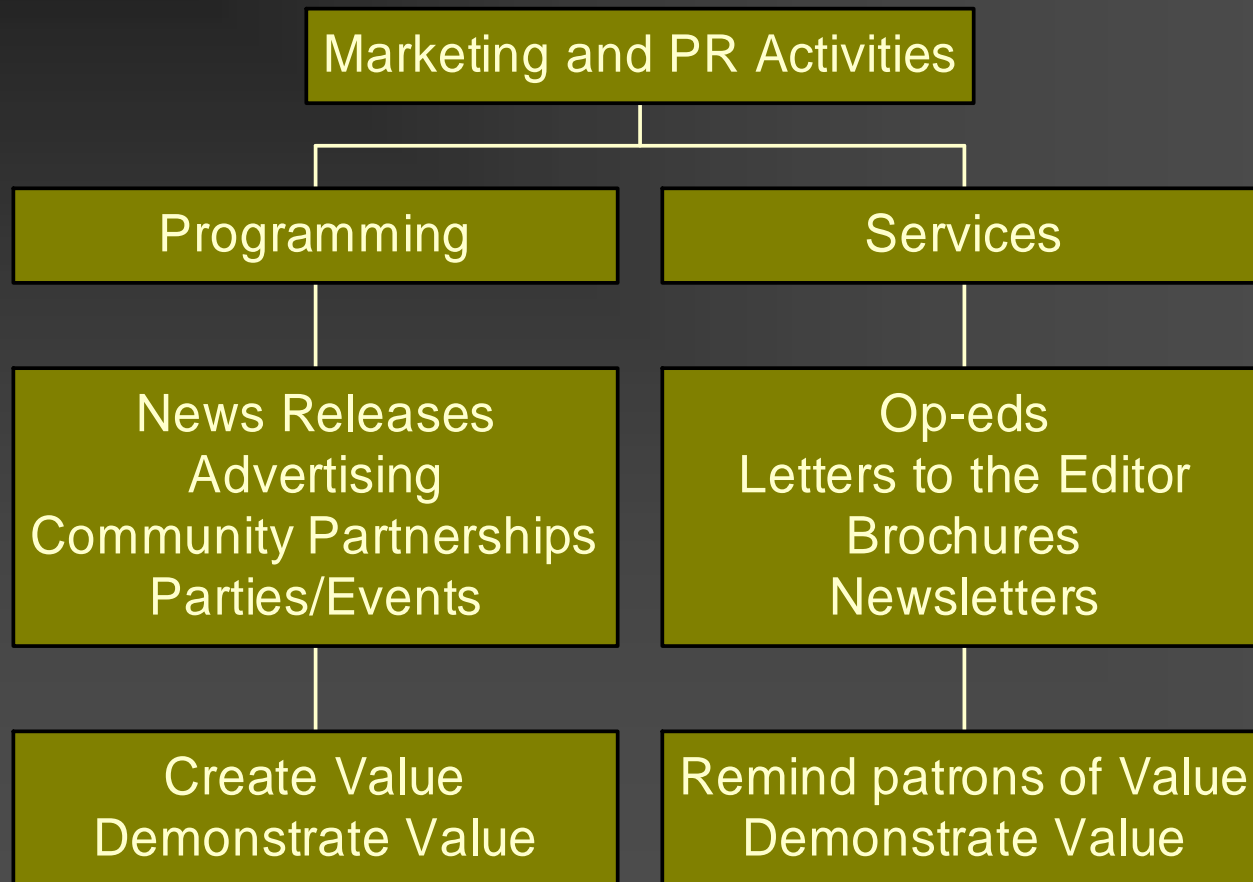 Marketing and PR Activities
Programming
Services
News Releases
Advertising
Community Partnerships
Parties/Events
Op-eds
Letters to the Editor
Brochures
Newsletters
Create Value
Demonstrate Value
Remind patrons of Value
Demonstrate Value